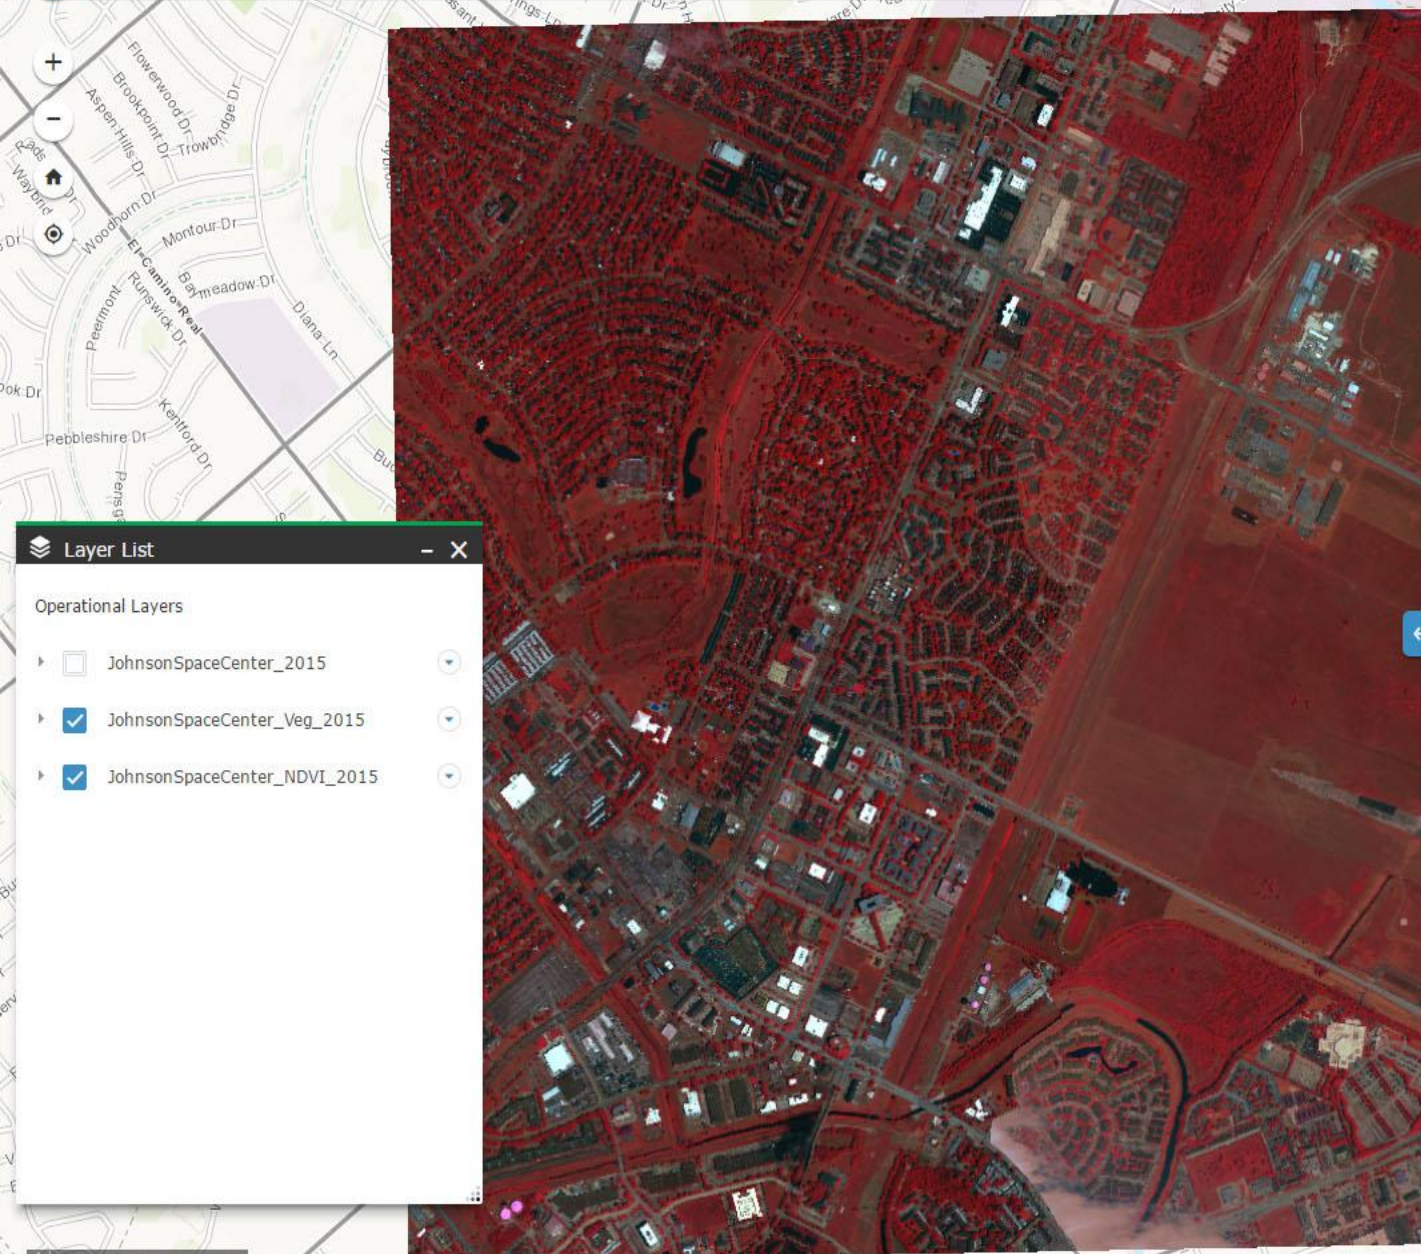 Flowerwood Dr
Brookpoint Dr
Aspen Hills Dr
Trowbridge Dr
Woodhorn Dr
Montour Dr
El Camino Real
Baymeadow Dr
Runswick Dr
Peermont
Diana Ln
Kentford Dr
Pebbleshire Dr
Layer List
Operational Layers
JohnsonSpaceCenter_2015
JohnsonSpaceCenter_Veg_2015
JohnsonSpaceCenter_NDVI_2015